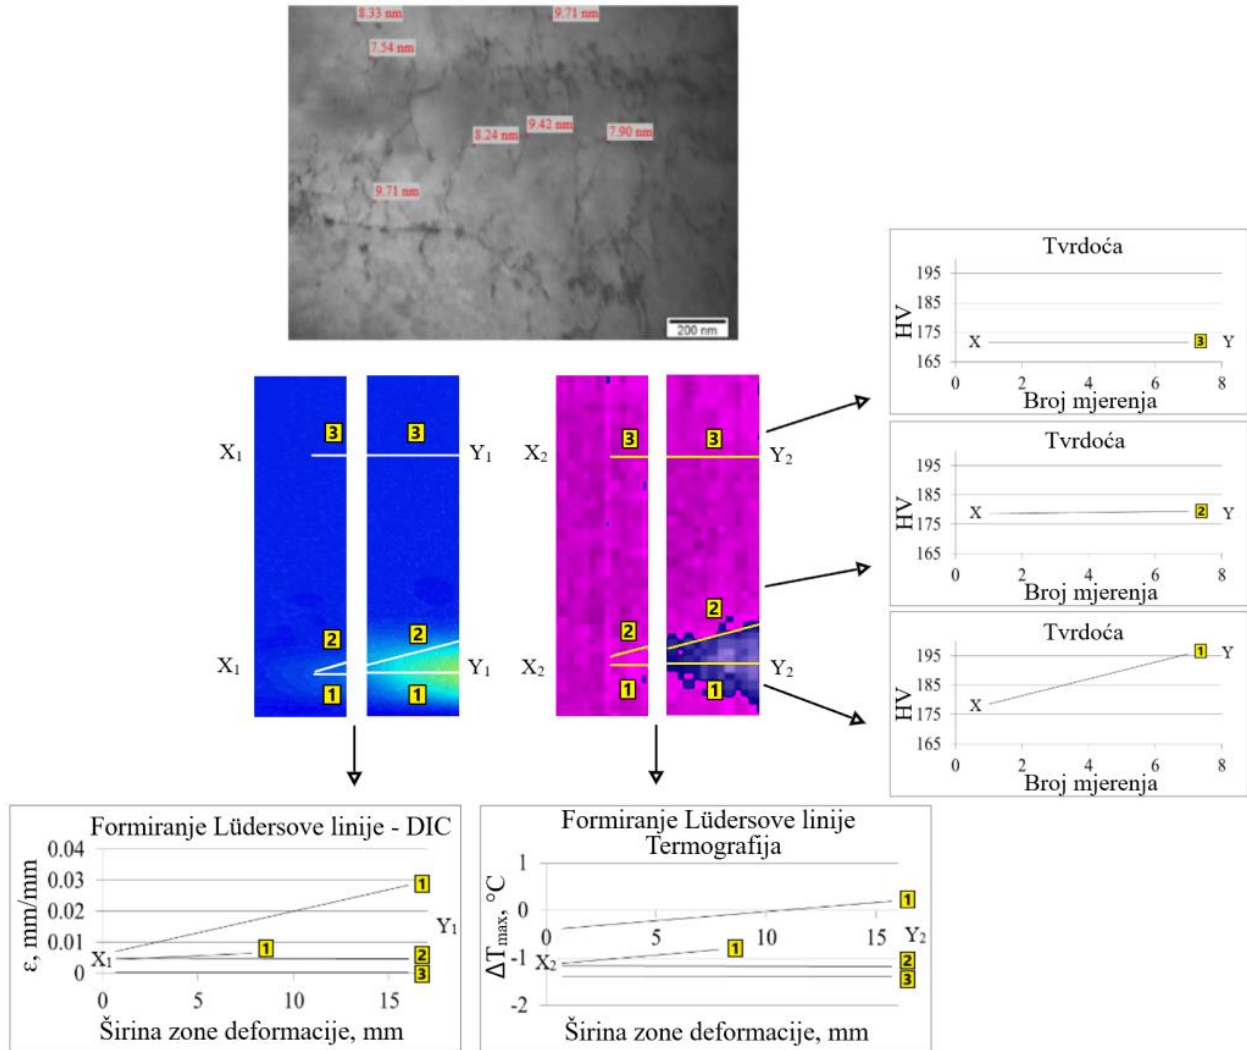 8.33 nm
9.71 nm
7.54 nm
8.24 nm
9.42 nm
7.90 nm
9.71 nm
200 nm
Tvrdoća
HV
195
185
175
165
X
3
Y
0 2 4 6 8
Broj mjerenja
Tvrdoća
HV
195
185
175
165
X
2
Y
0 2 4 6 8
Broj mjerenja
Tvrdoća
HV
195
185
175
165
X
1
Y
0 2 4 6 8
Broj mjerenja
X₁
3
3
Y₁
X₁
2
2
1
1
Y₁
X₂
3
3
Y₂
X₂
2
2
1
1
Y₂
Formiranje Lüdersove linije - DIC
ε, mm/mm
0.04
0.03
0.02
0.01
0
X₁
1
1
2
3
Y₁
0 5 10 15
Širina zone deformacije, mm
Formiranje Lüdersove linije
Termografija
ΔTmax, °C
1
0
-1
-2
X₂
1
1
2
3
Y₂
0 5 10 15
Širina zone deformacije, mm